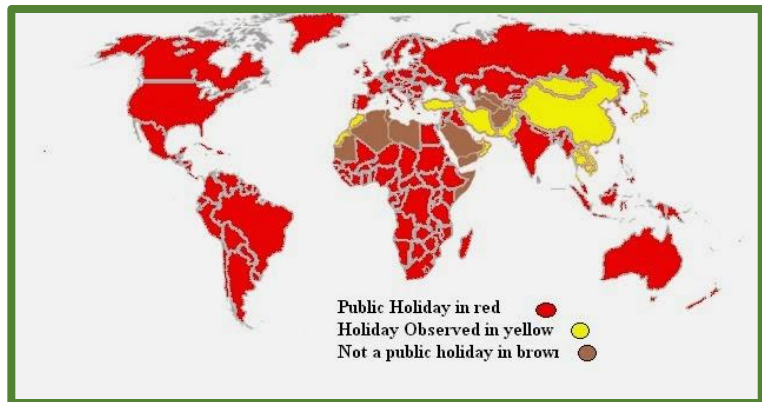 Public Holiday in red
Holiday Observed in yellow
Not a public holiday in brow